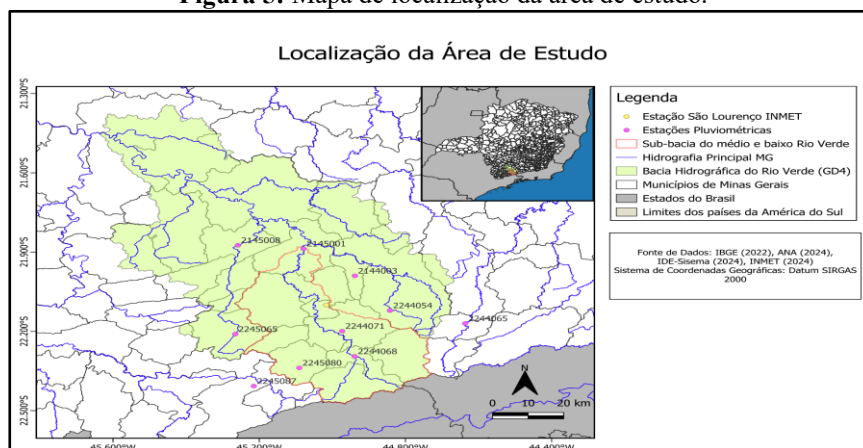 Figura 3: Mapa de localização da área de estudo.
Localização da Área de Estudo
21.300°S
21.600°S
21.900°S
22.200°S
22.500°S
2145008
2145001
2144003
2244054
2244065
2245065
2244071
2244068
2245080
2245087
N
0 10 20 km
45.600°W 45.200°W 44.800°W 44.400°W
Legenda
Estação São Lourenço INMET
Estações Pluviométricas
Sub-bacia do médio e baixo Rio Verde
Hidrografia Principal MG
Bacia Hidrográfica do Rio Verde (GD4)
Municípios de Minas Gerais
Estados do Brasil
Limites dos países da América do Sul
Fonte de Dados: IBGE (2022), ANA (2024),
IDE-Sisema (2024), INMET (2024)
Sistema de Coordenadas Geográficas: Datum SIRGAS
2000